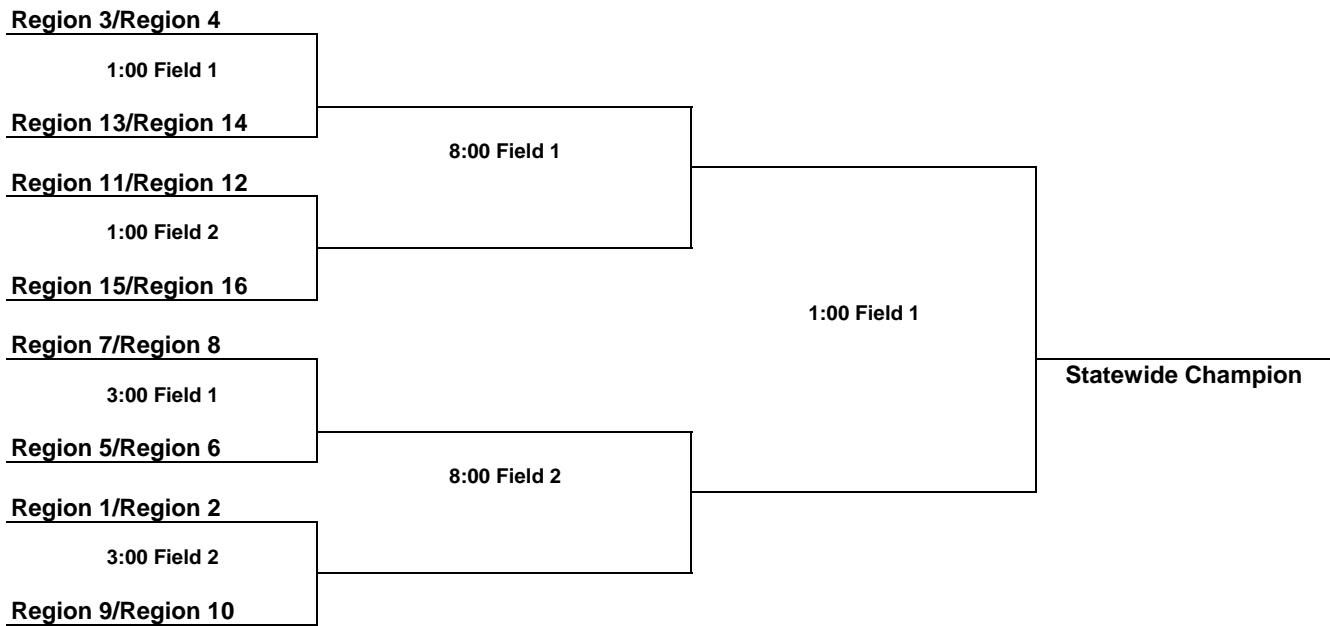 Region 3/Region 4
1:00 Field 1
Region 13/Region 14
8:00 Field 1
Region 11/Region 12
1:00 Field 2
Region 15/Region 16
1:00 Field 1
Region 7/Region 8
Statewide Champion
3:00 Field 1
Region 5/Region 6
8:00 Field 2
Region 1/Region 2
3:00 Field 2
Region 9/Region 10